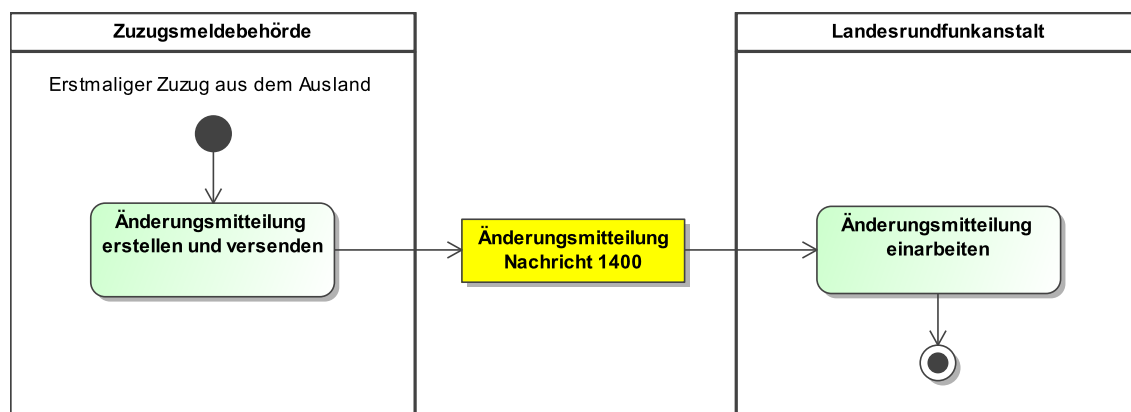 Zuzugsmeldebehörde
Landesrundfunkanstalt
Erstmaliger Zuzug aus dem Ausland
Änderungsmitteilung
erstellen und versenden
Änderungsmitteilung
Nachricht 1400
Änderungsmitteilung
einarbeiten